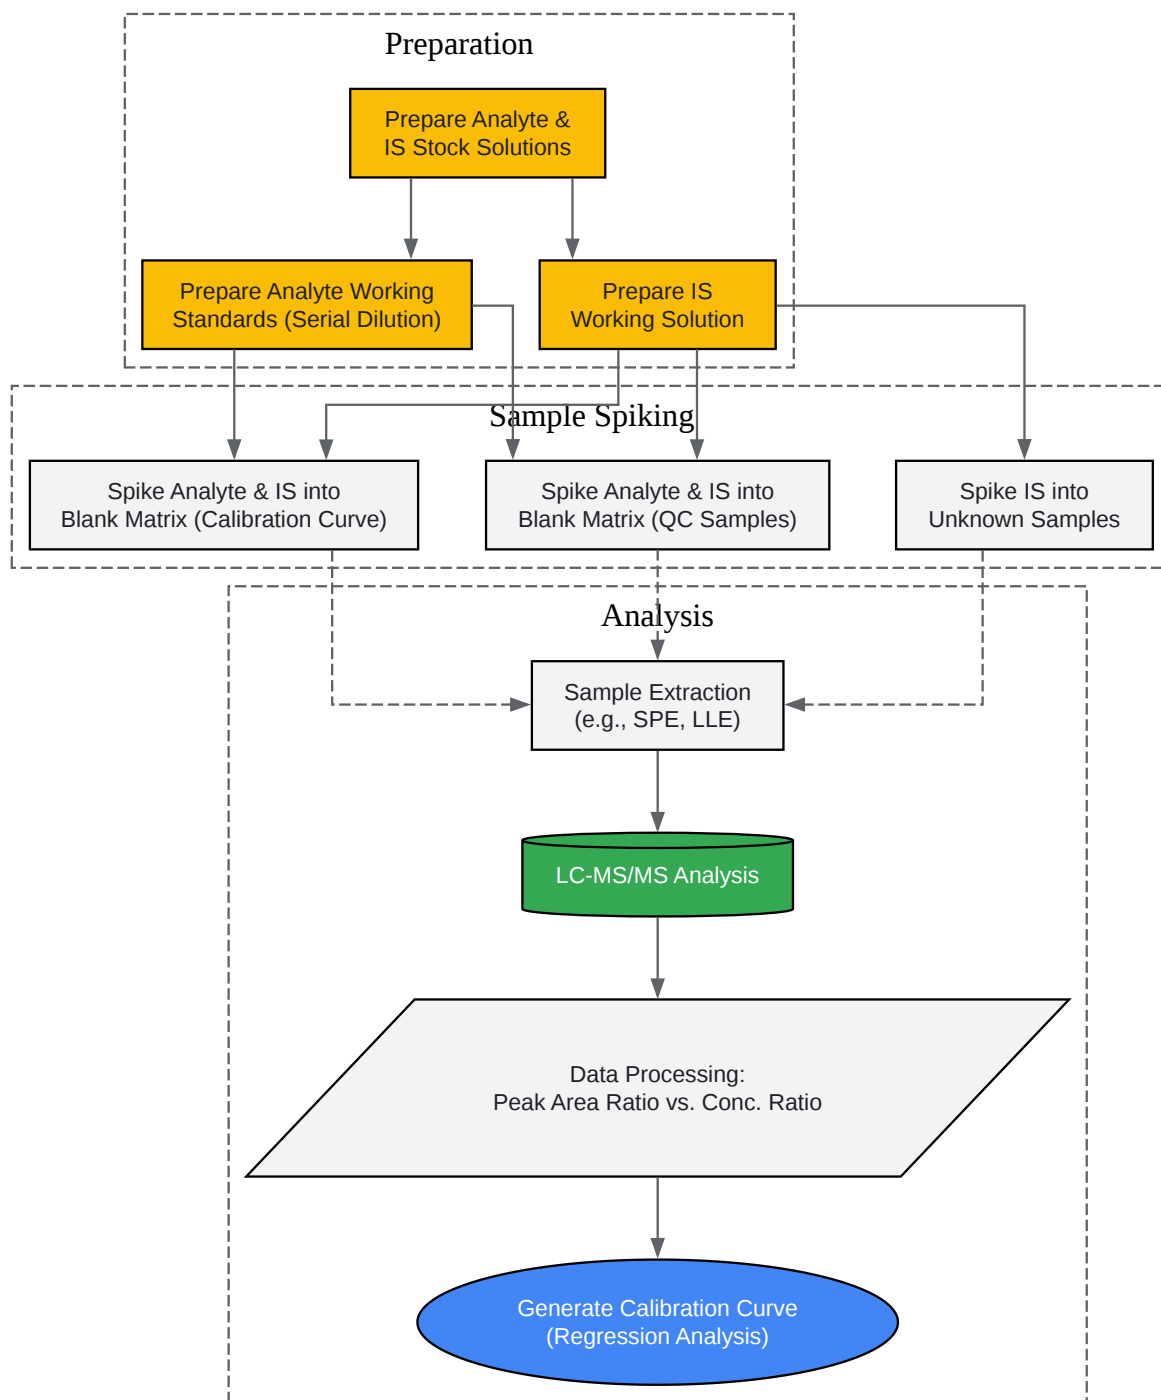 Preparation
Prepare Analyte &
IS Stock Solutions
Prepare Analyte Working
Standards (Serial Dilution)
Prepare IS
Working Solution
Sample Spiking
Spike Analyte & IS into
Blank Matrix (Calibration Curve)
Spike Analyte & IS into
Blank Matrix (QC Samples)
Spike IS into
Unknown Samples
Analysis
Sample Extraction
(e.g., SPE, LLE)
LC-MS/MS Analysis
Data Processing:
Peak Area Ratio vs. Conc. Ratio
Generate Calibration Curve
(Regression Analysis)